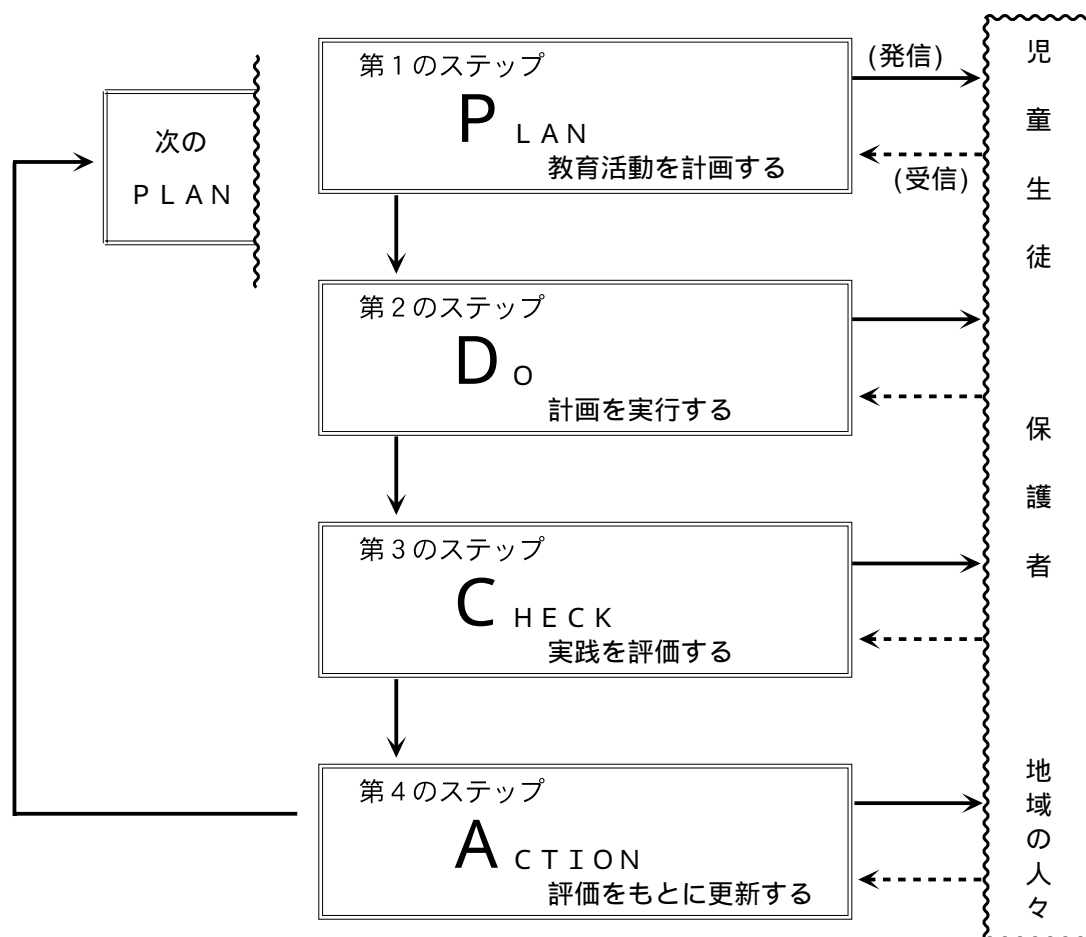 第1のステップ
PLAN
教育活動を計画する
(発信)
(受信)
次の
PLAN
第2のステップ
DO
計画を実行する
第3のステップ
CHECK
実践を評価する
第4のステップ
ACTION
評価をもとに更新する
児童生徒
保護者
地域の人々